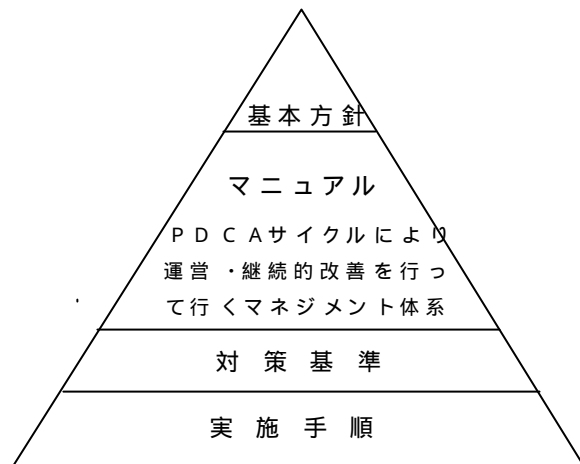 基本方針
マニュアル
PDCAサイクルにより
運営・継続的改善を行っ
て行くマネジメント体系
対策基準
実施手順